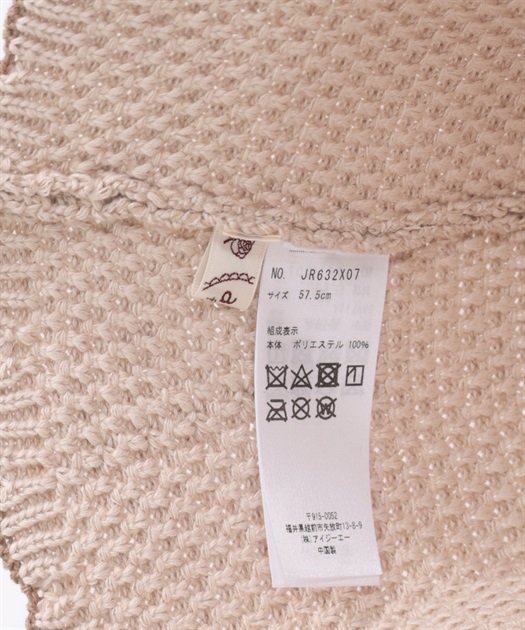 NO. JR632X07
サイズ 57.5cm
組成表示
本体 ポリエステル 100%
〒915-0052
福井県越前市矢放町13-8-9
(株)アイジーエー
中国製